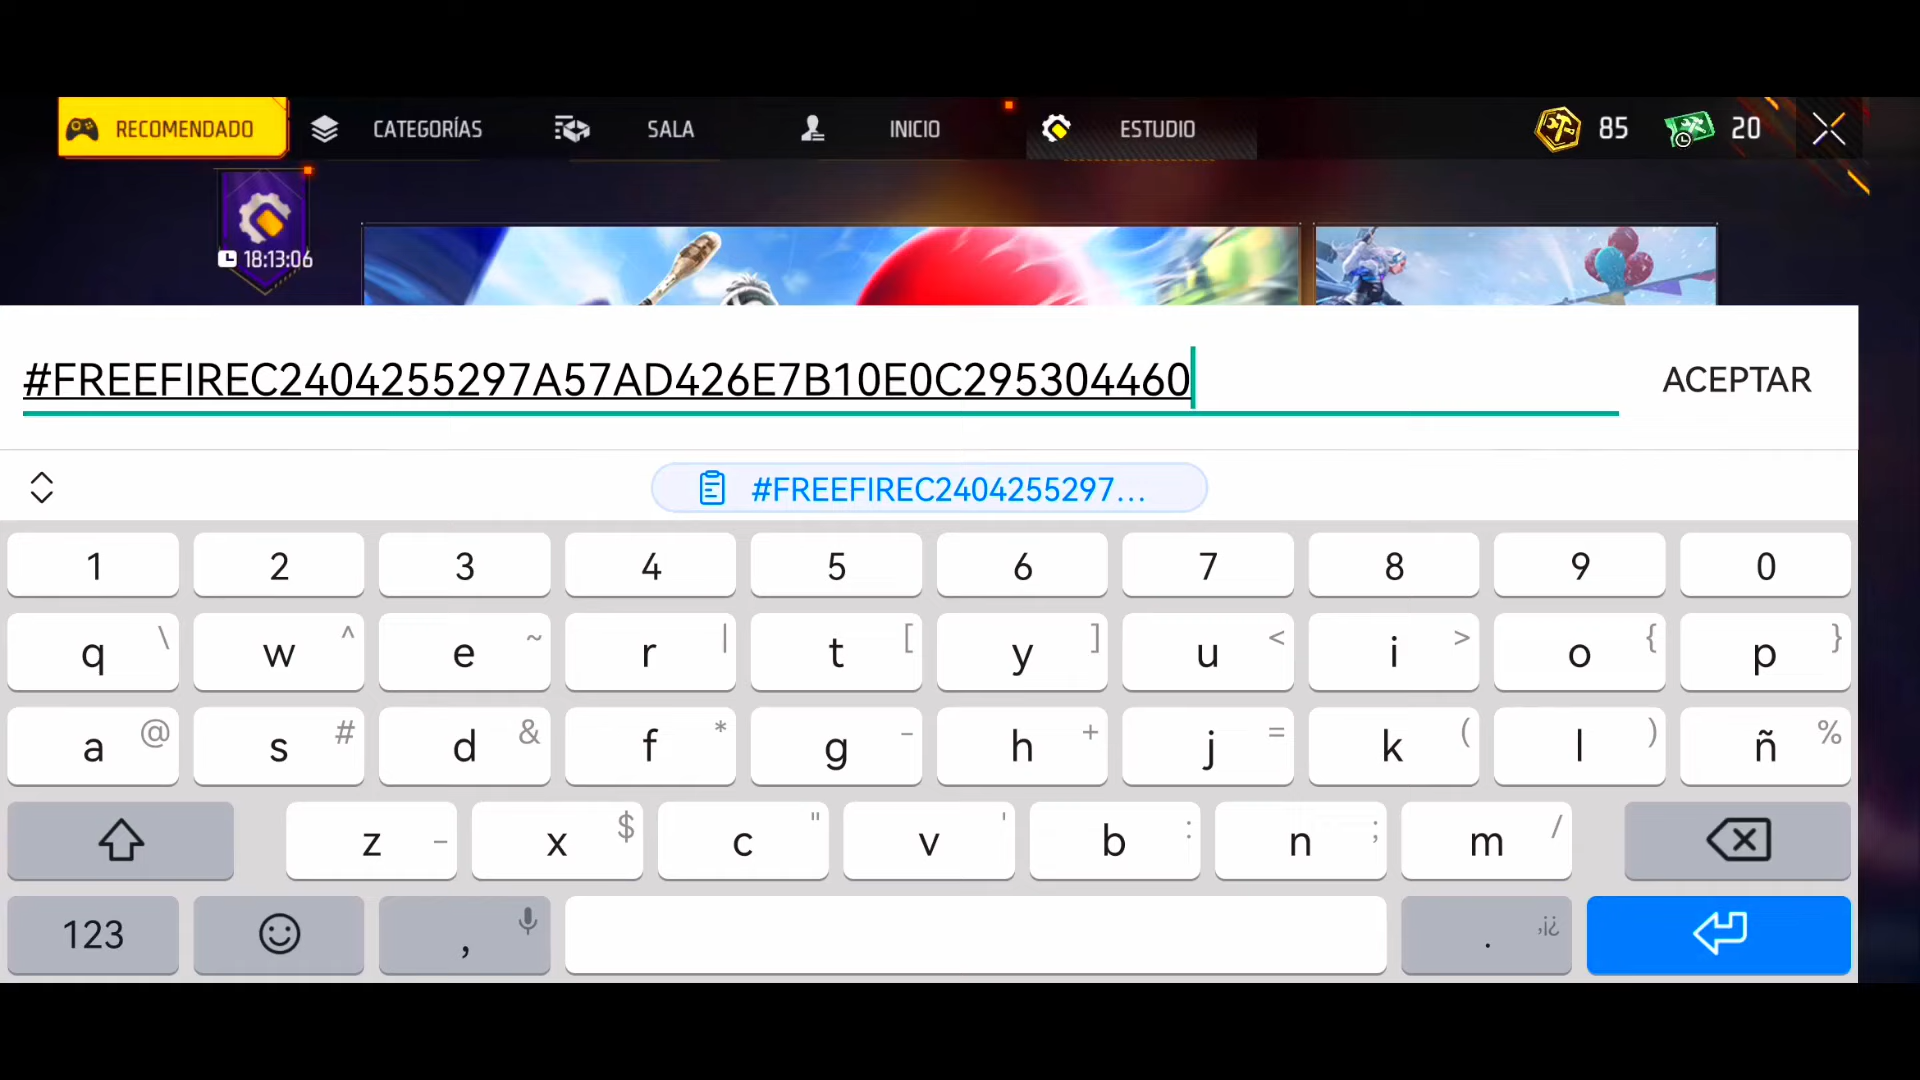 RECOMENDADO CATEGORÍAS SALA INICIO ESTUDIO 85 20
18:13:06
#FREEFIREC2404255297A57AD426E7B10E0C295304460 ACEPTAR
#FREEFIREC2404255297...
1 2 3 4 5 6 7 8 9 0
q \ w ^ e ~ r | t [ y ] u < i > o { p }
a @ s # d & f * g - h + j = k ( l ) ñ %
z _ x $ c " v ' b : n ; m /
123 , . ,¡¿